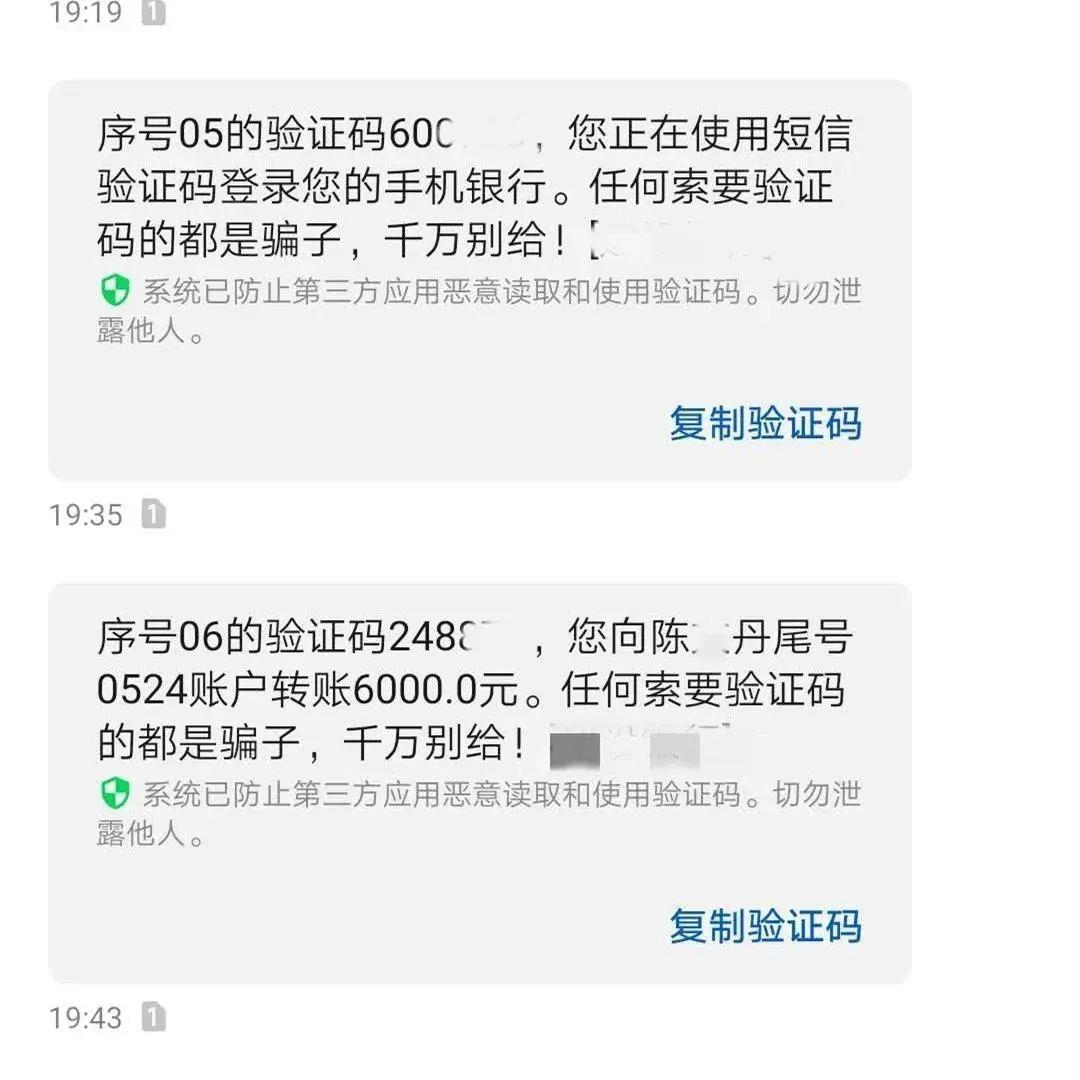 19:19 1
序号05的验证码600 ，您正在使用短信
验证码登录您的手机银行。任何索要验证
码的都是骗子，千万别给！
系统已防止第三方应用恶意读取和使用验证码。切勿泄
露他人。
复制验证码
19:35 1
序号06的验证码248 ，您向陈 丹尾号
0524账户转账6000.0元。任何索要验证码
的都是骗子，千万别给！
系统已防止第三方应用恶意读取和使用验证码。切勿泄
露他人。
复制验证码
19:43 1